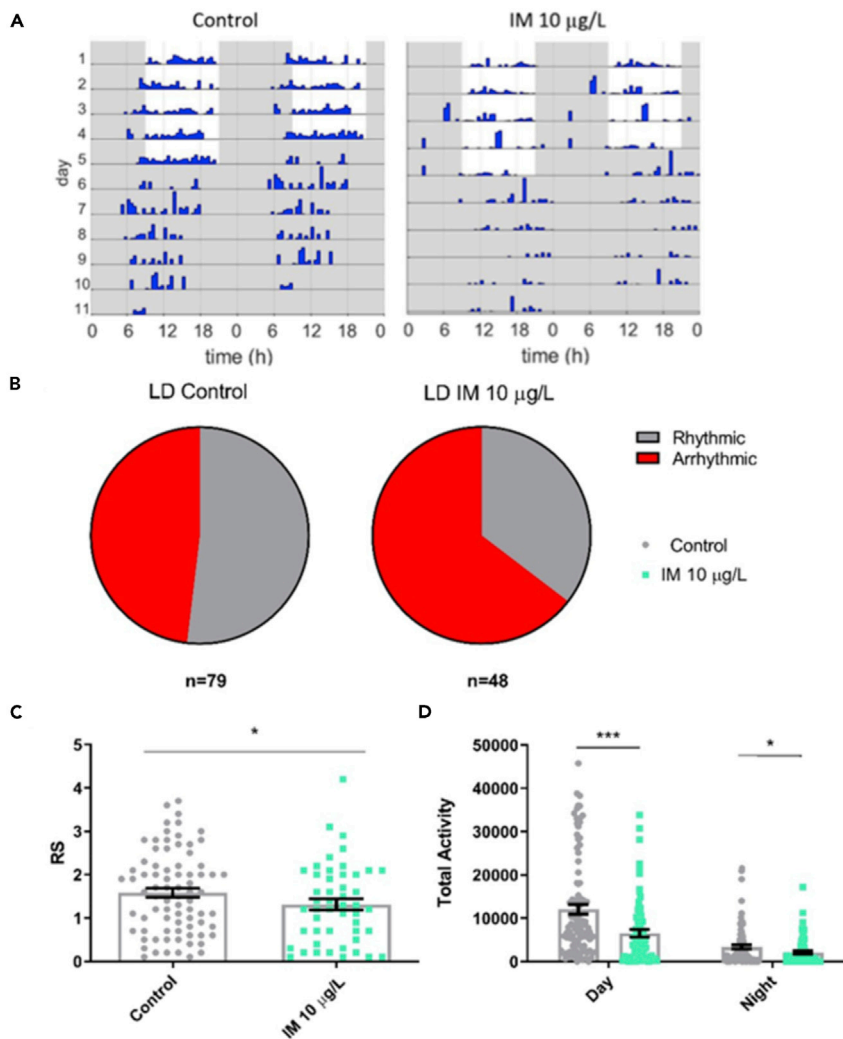 A
Control
IM 10 µg/L
day
1
2
3
4
5
6
7
8
9
10
11
0 6 12 18 0 6 12 18 0
0 6 12 18 0 6 12 18 0
time (h)
time (h)
B
LD Control
LD IM 10 µg/L
Rhythmic
Arrhythmic
Control
IM 10 µg/L
n=79
n=48
C
*
RS
5
4
3
2
1
0
Control
IM 10 µg/L
D
***
*
Total Activity
50000
40000
30000
20000
10000
0
Day
Night